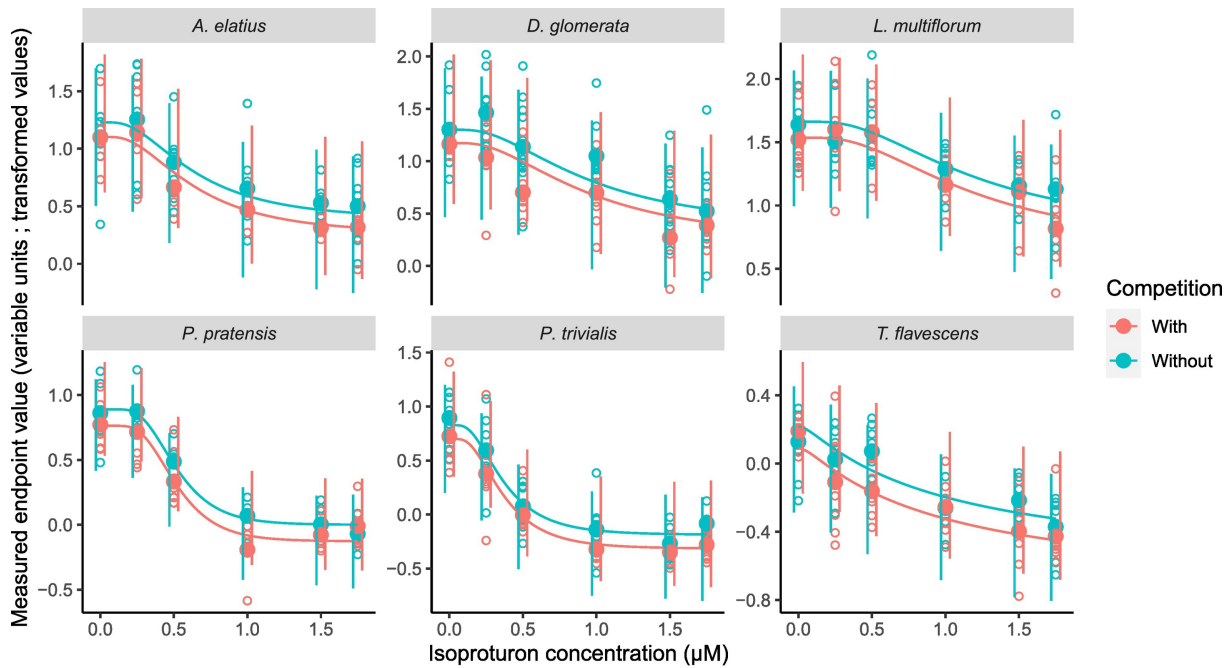 Measured endpoint value (variable units ; transformed values)
A. elatius
D. glomerata
L. multiflorum
1.5
1.0
0.5
0.0
2.0
1.5
1.0
0.5
0.0
2.0
1.5
1.0
0.5
P. pratensis
P. trivialis
T. flavescens
1.0
0.5
0.0
−0.5
1.5
1.0
0.5
0.0
−0.5
0.4
0.0
−0.4
−0.8
0.0 0.5 1.0 1.5
0.0 0.5 1.0 1.5
0.0 0.5 1.0 1.5
Isoproturon concentration (μM)
Competition
With
Without